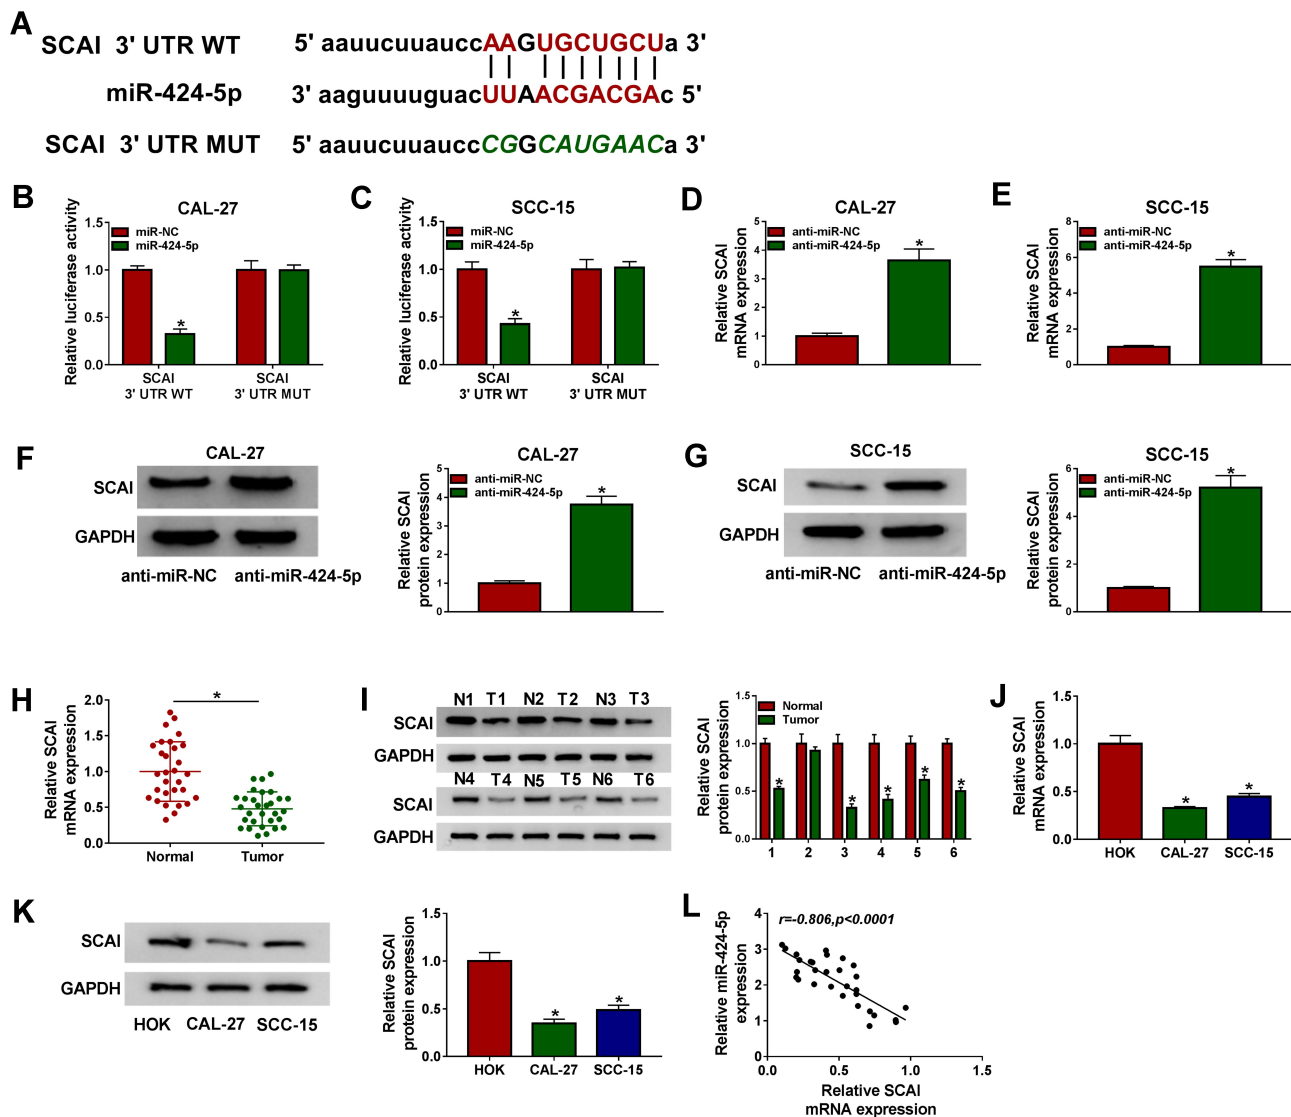 A
SCAI 3' UTR WT 5' aauucuuauccAAGUGCUGCUa 3'
miR-424-5p 3' aaguuuuguacUUAACGACGAc 5'
SCAI 3' UTR MUT 5' aauucuuauccCGGCAUGAACa 3'
B
CAL-27
Relative luciferase activity
1.5
1.0
0.5
0.0
miR-NC
miR-424-5p
*
SCAI
3' UTR WT
SCAI
3' UTR MUT
C
SCC-15
Relative luciferase activity
1.5
1.0
0.5
0.0
miR-NC
miR-424-5p
*
SCAI
3' UTR WT
SCAI
3' UTR MUT
D
CAL-27
Relative SCAI
mRNA expression
5
4
3
2
1
0
anti-miR-NC
anti-miR-424-5p
*
E
SCC-15
Relative SCAI
mRNA expression
8
6
4
2
0
anti-miR-NC
anti-miR-424-5p
*
F
CAL-27
SCAI
GAPDH
anti-miR-NC anti-miR-424-5p
CAL-27
Relative SCAI
protein expression
5
4
3
2
1
0
anti-miR-NC
anti-miR-424-5p
*
G
SCC-15
SCAI
GAPDH
anti-miR-NC anti-miR-424-5p
SCC-15
Relative SCAI
protein expression
6
4
2
0
anti-miR-NC
anti-miR-424-5p
*
H
Relative SCAI
mRNA expression
2.0
1.5
1.0
0.5
0.0
*
Normal Tumor
I
N1 T1 N2 T2 N3 T3
SCAI
GAPDH
N4 T4 N5 T5 N6 T6
SCAI
GAPDH
Relative SCAI
protein expression
1.5
1.0
0.5
0.0
Normal
Tumor
* * * * *
1 2 3 4 5 6
J
Relative SCAI
mRNA expression
1.5
1.0
0.5
0.0
* *
HOK CAL-27 SCC-15
K
SCAI
GAPDH
HOK CAL-27 SCC-15
Relative SCAI
protein expression
1.5
1.0
0.5
0.0
* *
HOK CAL-27 SCC-15
L
Relative miR-424-5p
expression
4
3
2
1
0
r=-0.806,p<0.0001
0.0 0.5 1.0 1.5
Relative SCAI
mRNA expression